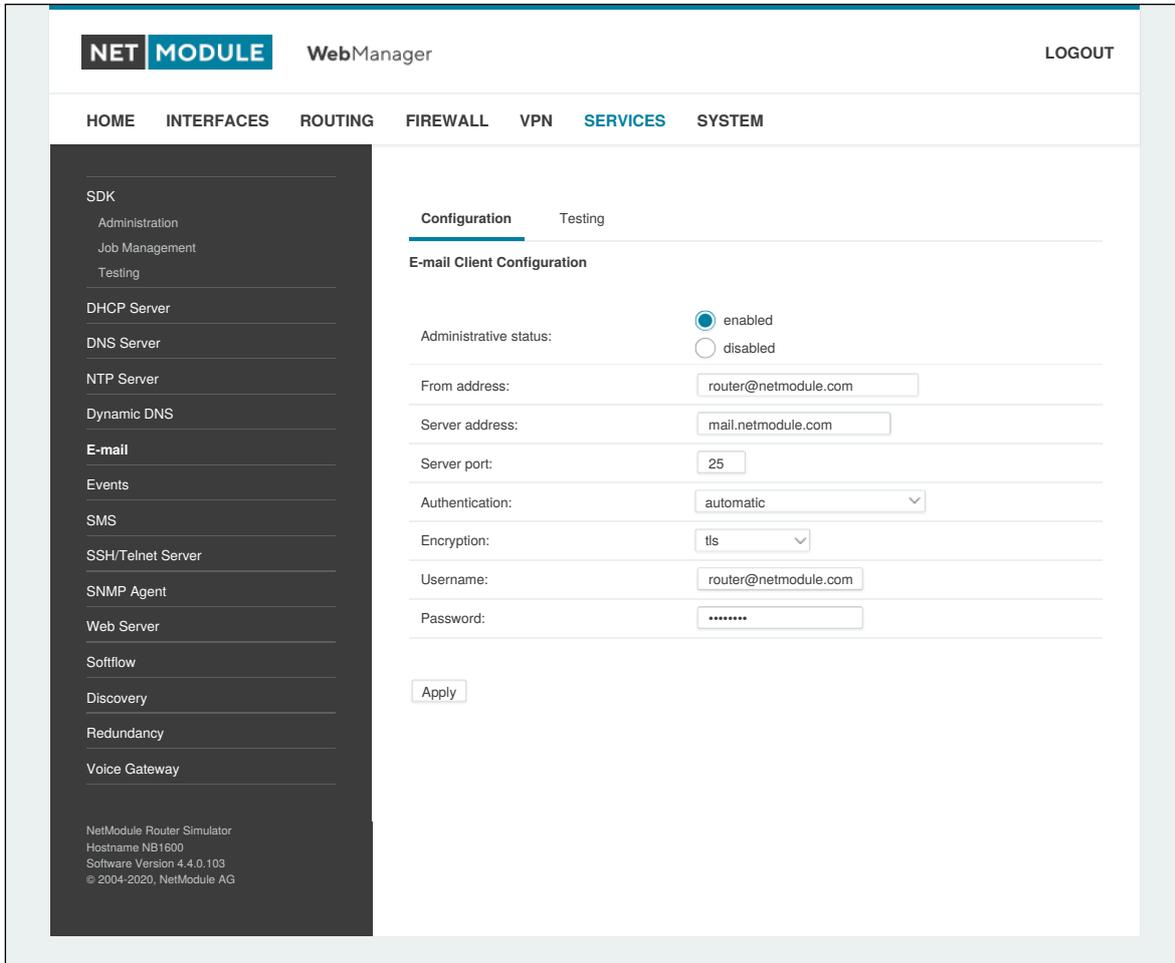 NET MODULE WebManager LOGOUT
HOME INTERFACES ROUTING FIREWALL VPN SERVICES SYSTEM
SDK
Administration
Job Management
Testing
DHCP Server
DNS Server
NTP Server
Dynamic DNS
E-mail
Events
SMS
SSH/Telnet Server
SNMP Agent
Web Server
Softflow
Discovery
Redundancy
Voice Gateway
NetModule Router Simulator
Hostname NB1600
Software Version 4.4.0.103
© 2004-2020, NetModule AG
Configuration Testing
E-mail Client Configuration
Administrative status: enabled
disabled
From address: router@netmodule.com
Server address: mail.netmodule.com
Server port: 25
Authentication: automatic
Encryption: tls
Username: router@netmodule.com
Password: ••••••••
Apply